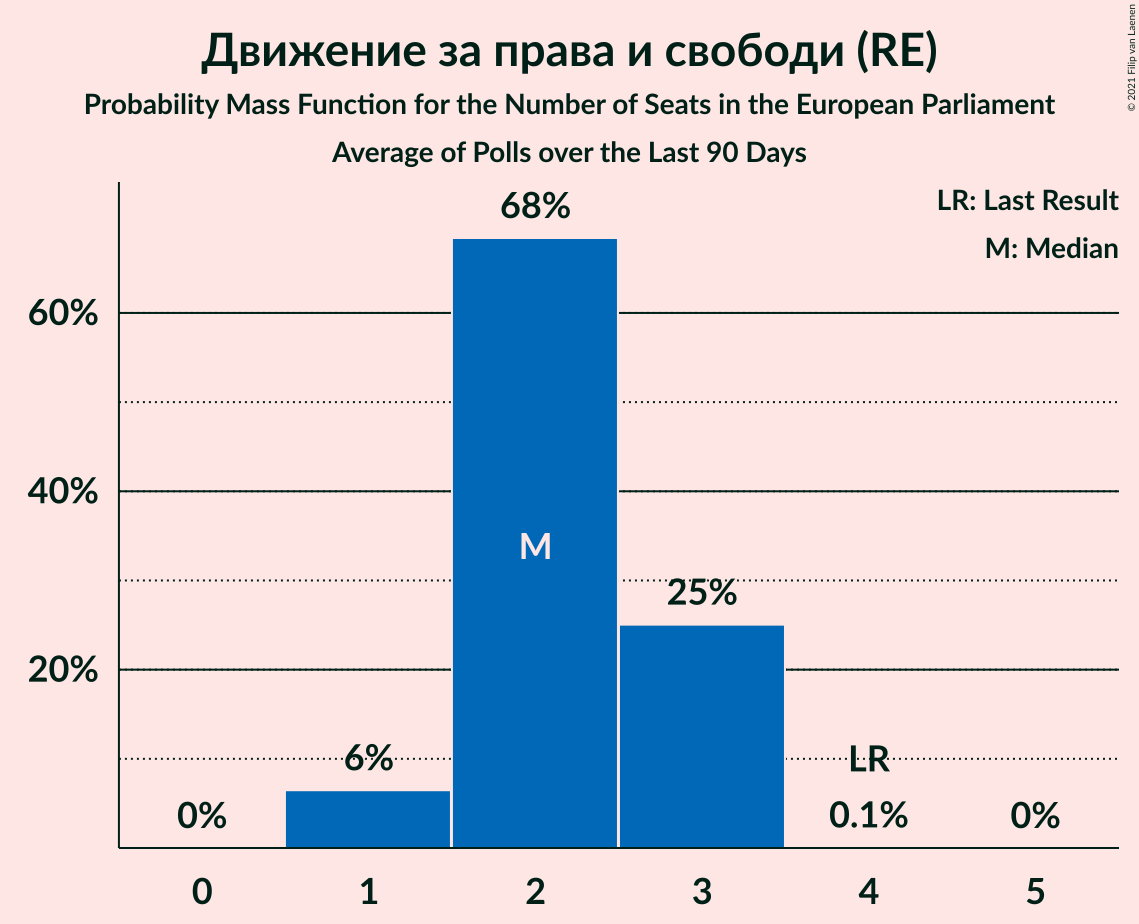 Движение за права и свободи (RE)
Probability Mass Function for the Number of Seats in the European Parliament
Average of Polls over the Last 90 Days
© 2021 Filip van Laenen
LR: Last Result
M: Median
68%
60%
40%
M
25%
20%
6%
LR
0%
0.1%
0%
0 1 2 3 4 5